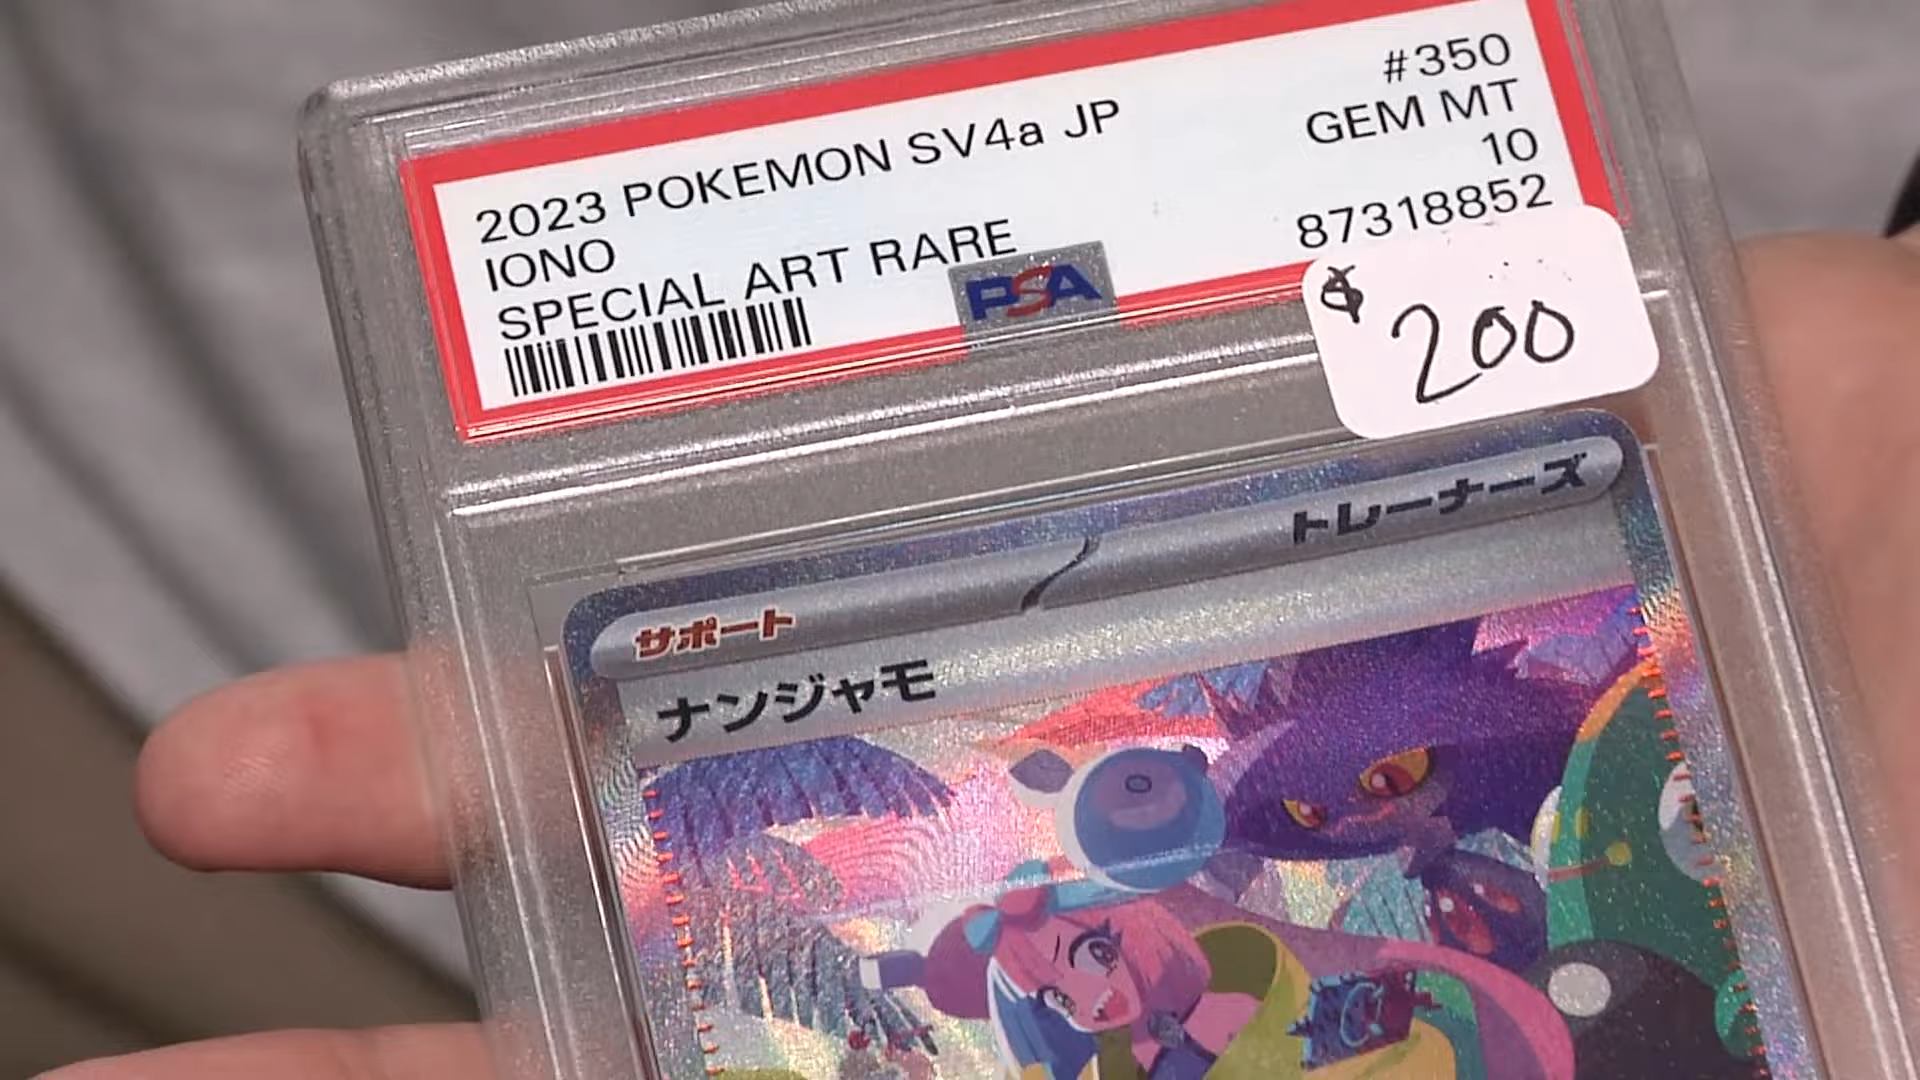 2023 POKEMON SV4a JP
IONO
SPECIAL ART RARE
#350
GEM MT
10
87318852
PSA
$200
サポート
トレーナーズ
ナンジャモ